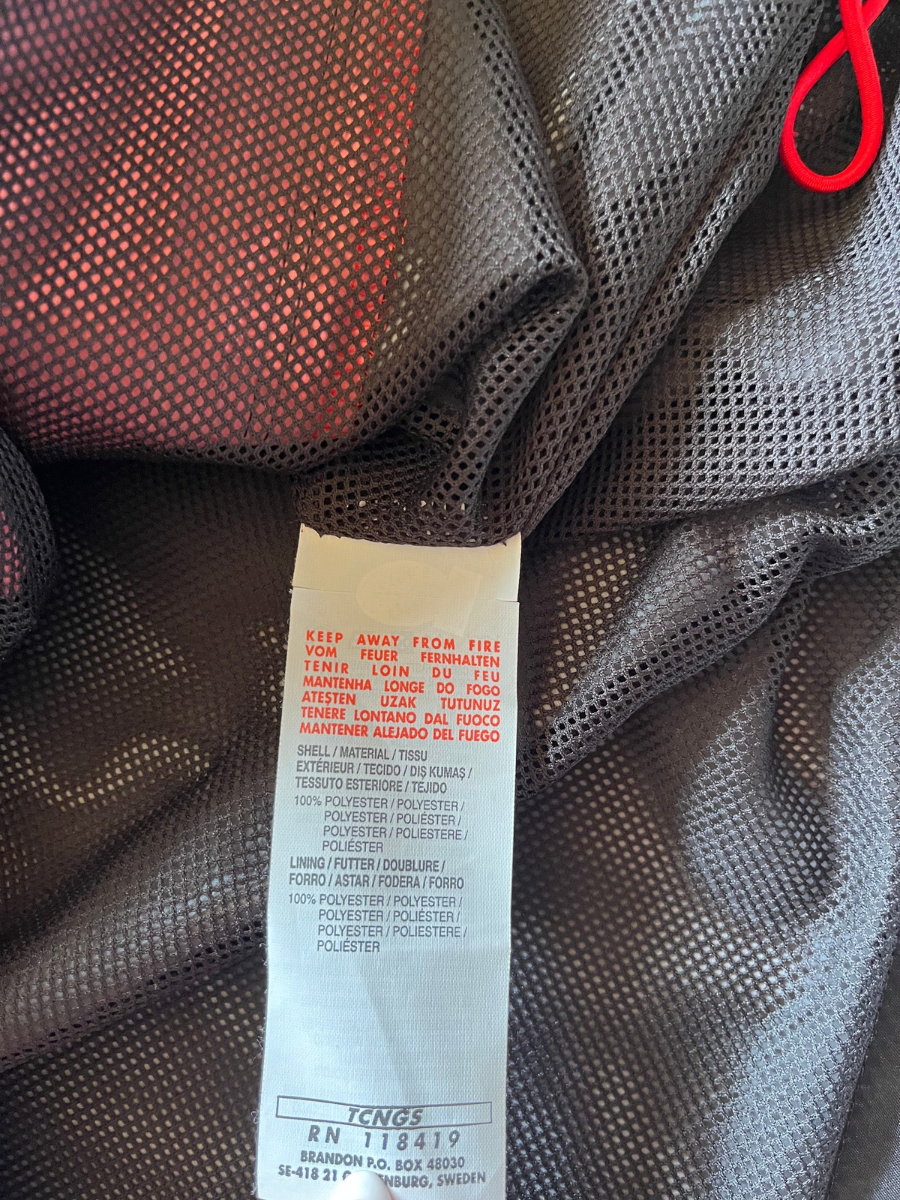 KEEP AWAY FROM FIRE
VOM FEUER FERNHALTEN
TENIR LOIN DU FEU
MANTENHA LONGE DO FOGO
ATEŞTEN UZAK TUTUNUZ
TENERE LONTANO DAL FUOCO
MANTENER ALEJADO DEL FUEGO
SHELL / MATERIAL / TISSU
EXTÉRIEUR / TECIDO / DIŞ KUMAŞ /
TESSUTO ESTERIORE / TEJIDO
100% POLYESTER / POLYESTER /
POLYESTER / POLIÉSTER /
POLYESTER / POLIESTERE /
POLIÉSTER
LINING / FUTTER / DOUBLURE /
FORRO / ASTAR / FODERA / FORRO
100% POLYESTER / POLYESTER /
POLYESTER / POLIÉSTER /
POLYESTER / POLIESTERE /
POLIÉSTER
TCNGS
RN 118419
BRANDON P.O. BOX 48030
SE-418 21 SWEDEN